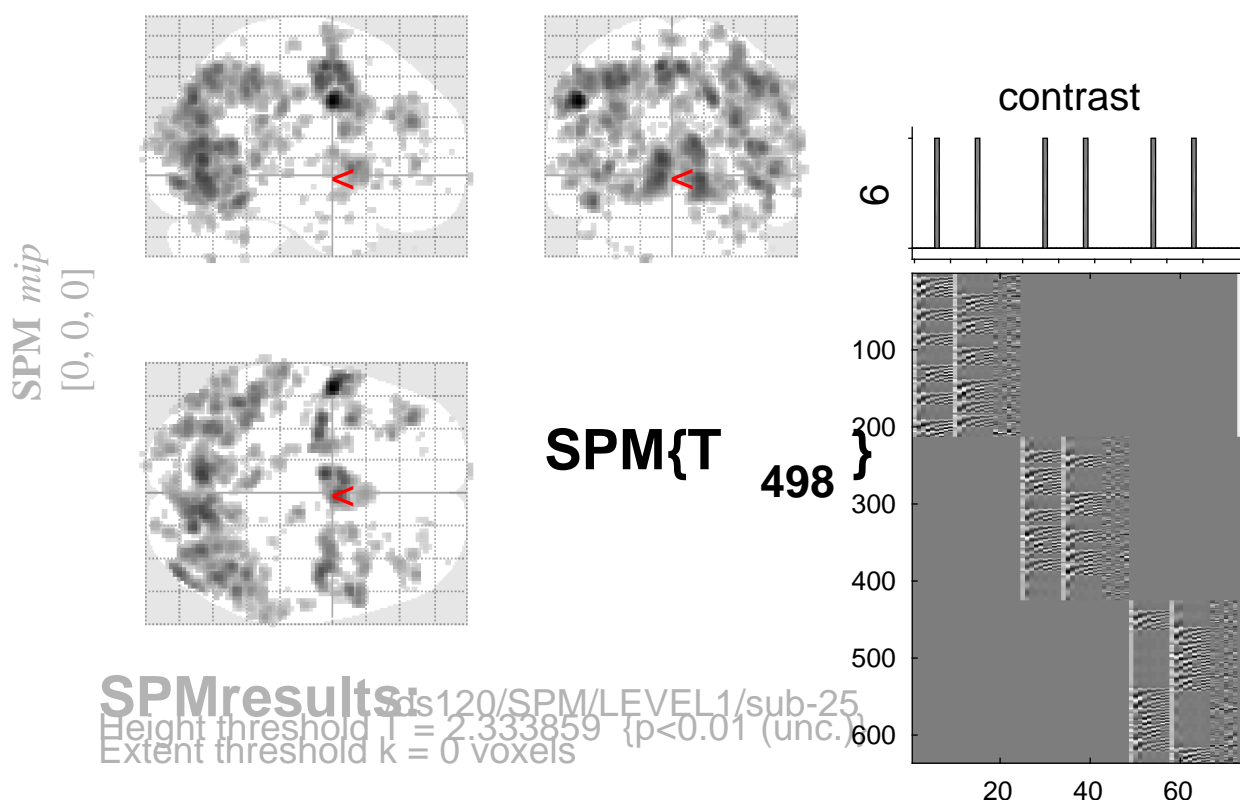 SPM mip
[0, 0, 0]
<
<
<
SPM{T 498 }
contrast
6
100
200
300
400
500
600
20 40 60
SPMresults: /ds120/SPM/LEVEL1/sub-25
Height threshold T = 2.333859 {p<0.01 (unc.)}
Extent threshold k = 0 voxels